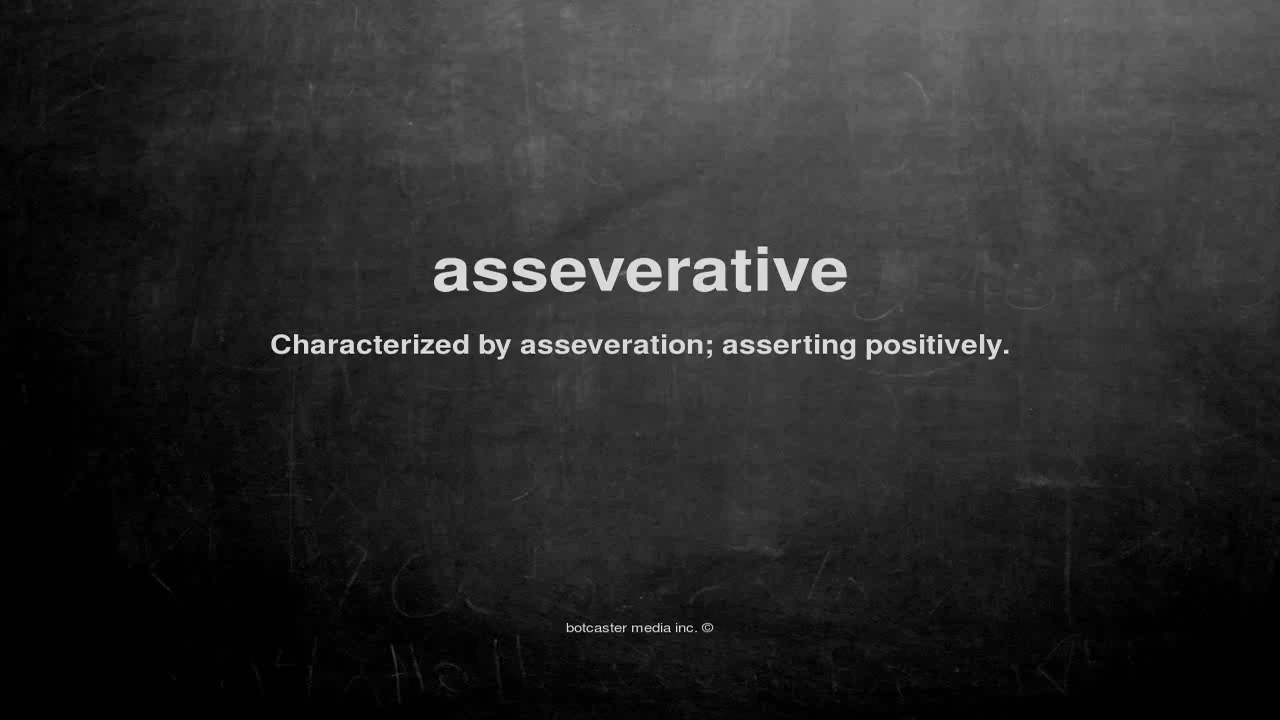 asseverative
Characterized by asseveration; asserting positively.
botcaster media inc. ©